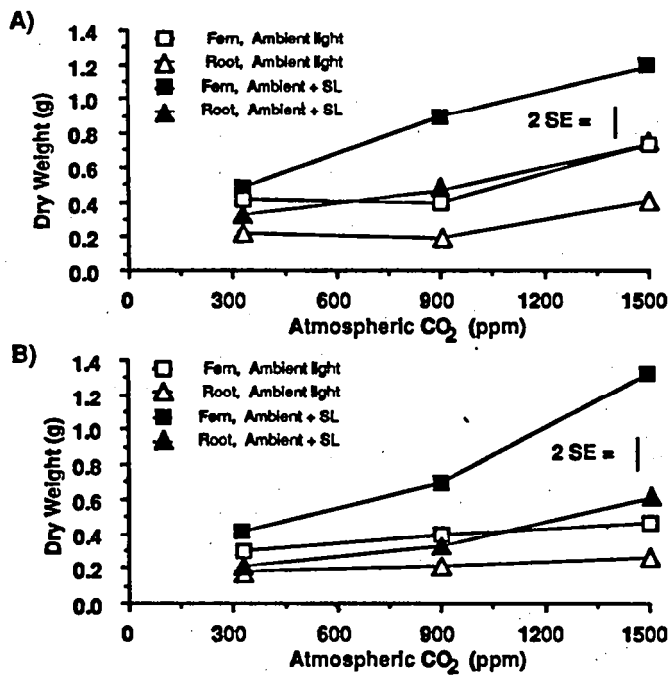 A)
Dry Weight (g)
1.4
1.2
1.0
0.8
0.6
0.4
0.2
0.0
Fern, Ambient light
Root, Ambient light
Fern, Ambient + SL
Root, Ambient + SL
2 SE =
0 300 600 900 1200 1500
Atmospheric CO2 (ppm)
B)
Dry Weight (g)
1.4
1.2
1.0
0.8
0.6
0.4
0.2
0.0
Fern, Ambient light
Root, Ambient light
Fern, Ambient + SL
Root, Ambient + SL
2 SE =
0 300 600 900 1200 1500
Atmospheric CO2 (ppm)